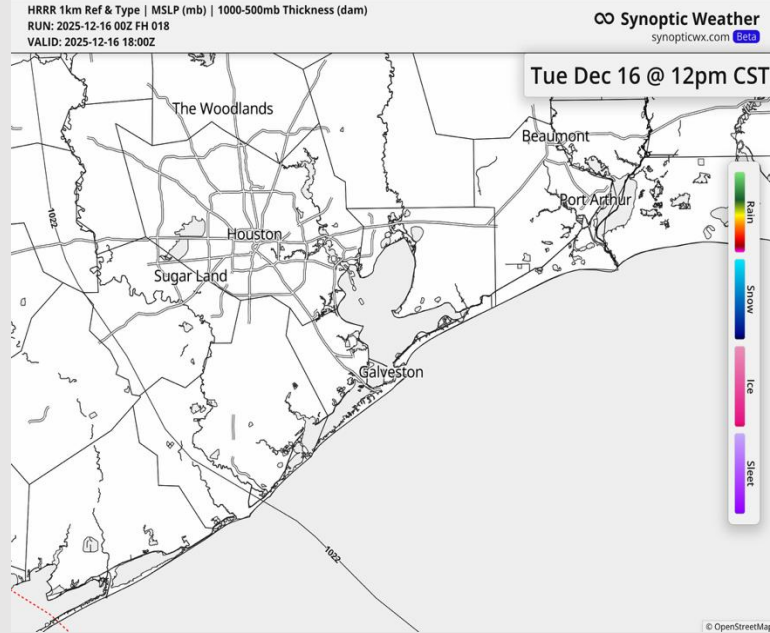 HRRR 1km Ref & Type | MSLP (mb) | 1000-500mb Thickness (dam)
RUN: 2025-12-16 00Z FH 018
VALID: 2025-12-16 18:00Z
Synoptic Weather
synopticwx.com Beta
Tue Dec 16 @ 12pm CST
The Woodlands
Beaumont
Port Arthur
1022
Houston
Sugar Land
Galveston
1022
Rain
Snow
Ice
Sleet
© OpenStreetMap